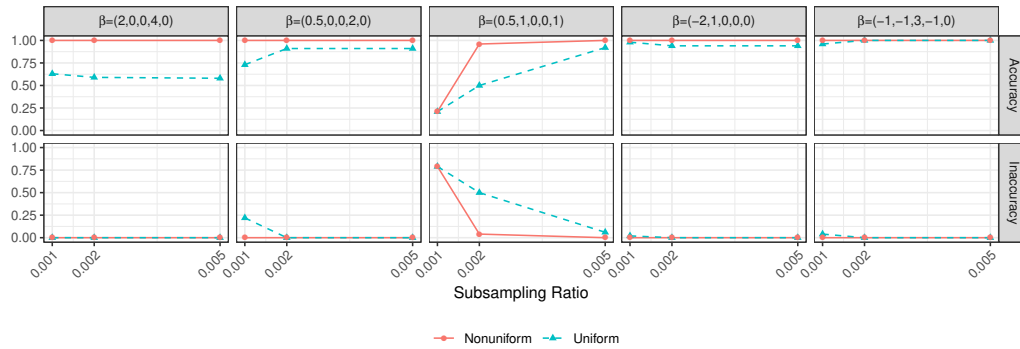 β=(2,0,0,4,0) β=(0.5,0,0,2,0) β=(0.5,1,0,0,1) β=(−2,1,0,0,0) β=(−1,−1,3,−1,0)
1.00
0.75
0.50
0.25
0.00
Accuracy
1.00
0.75
0.50
0.25
0.00
Inaccuracy
0.001 0.002 0.005 0.001 0.002 0.005 0.001 0.002 0.005 0.001 0.002 0.005 0.001 0.002 0.005
Subsampling Ratio
Nonuniform Uniform